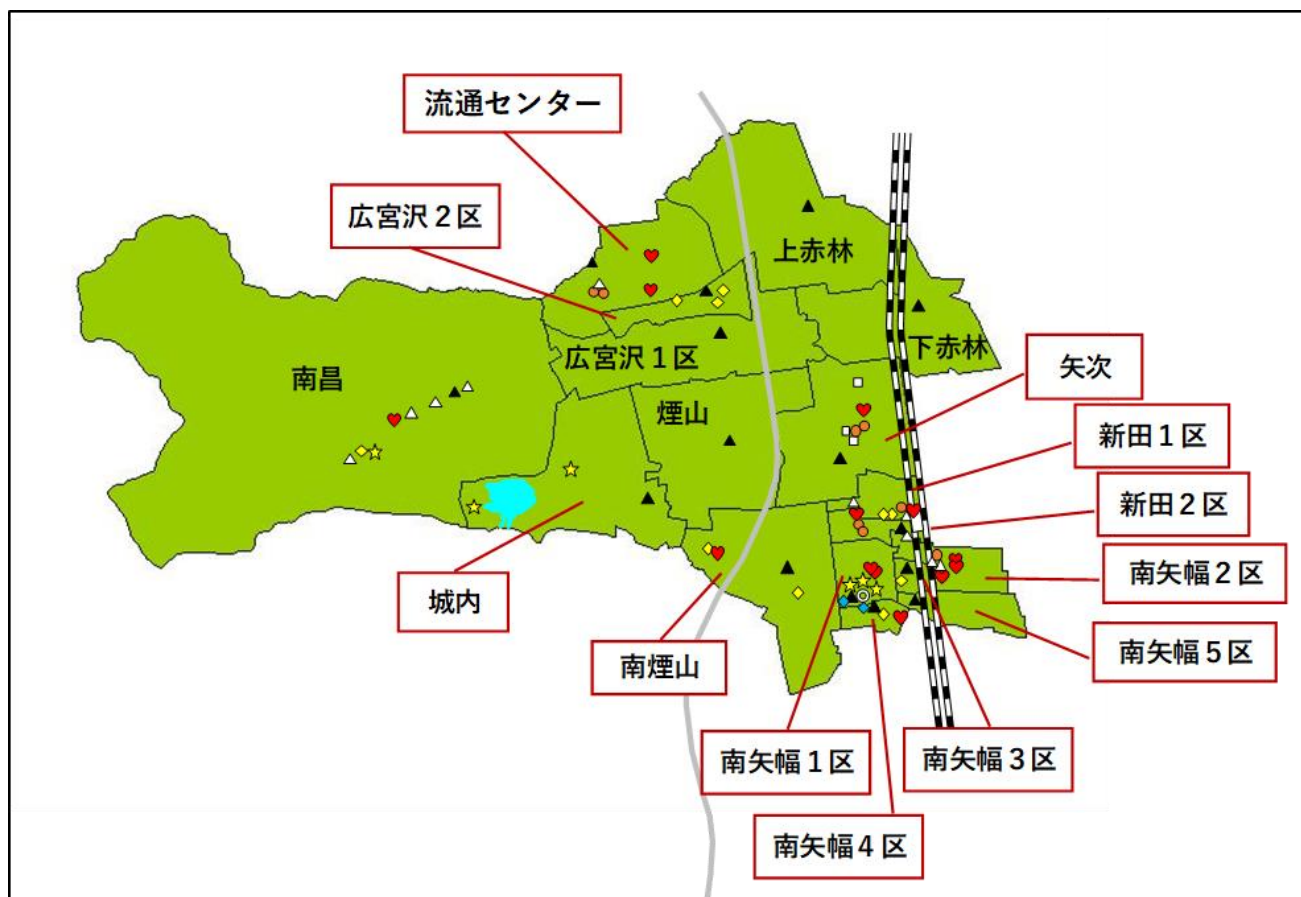 流通センター
広宮沢２区
上赤林
下赤林
広宮沢１区
矢次
南昌
煙山
新田１区
新田２区
南矢幅２区
城内
南煙山
南矢幅５区
南矢幅１区
南矢幅３区
南矢幅４区